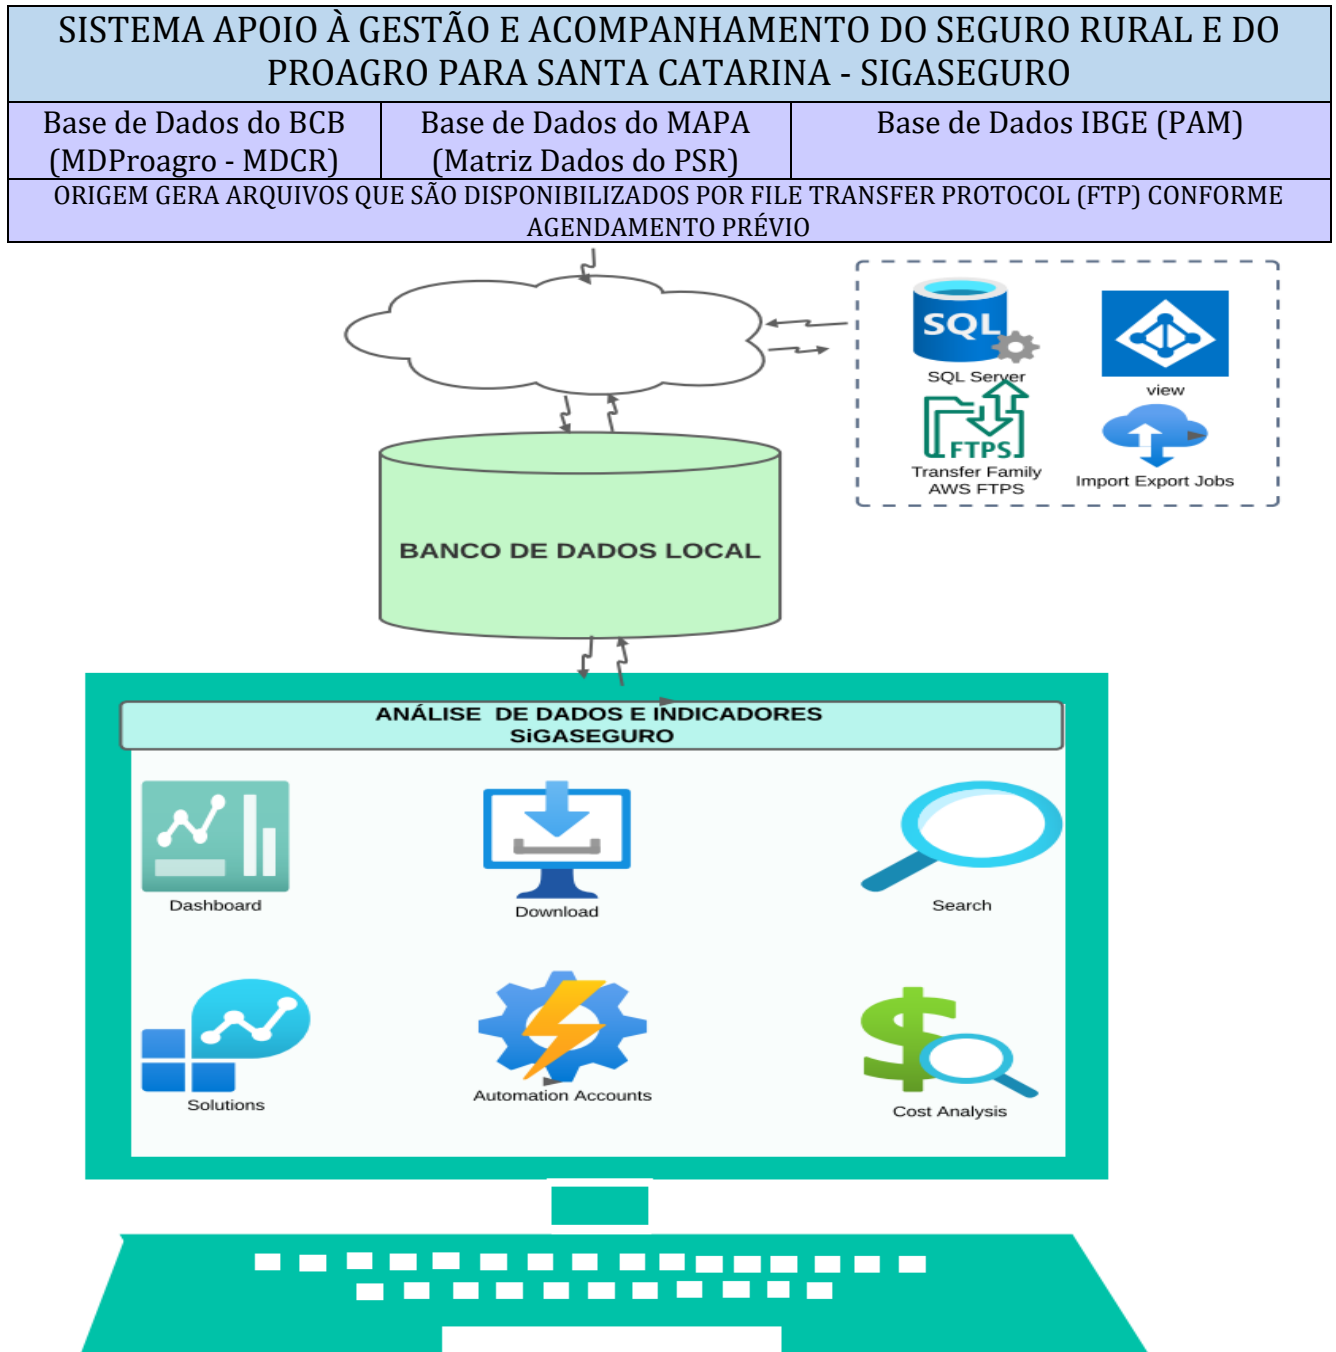 SISTEMA APOIO À GESTÃO E ACOMPANHAMENTO DO SEGURO RURAL E DO
PROAGRO PARA SANTA CATARINA - SIGASEGURO
Base de Dados do BCB
(MDProagro - MDCR)
Base de Dados do MAPA
(Matriz Dados do PSR)
Base de Dados IBGE (PAM)
ORIGEM GERA ARQUIVOS QUE SÃO DISPONIBILIZADOS POR FILE TRANSFER PROTOCOL (FTP) CONFORME
AGENDAMENTO PRÉVIO
SQL
SQL Server
view
FTPS
Transfer Family
AWS FTPS
Import Export Jobs
BANCO DE DADOS LOCAL
ANÁLISE DE DADOS E INDICADORES
SiGASEGURO
Dashboard
Download
Search
Solutions
Automation Accounts
Cost Analysis